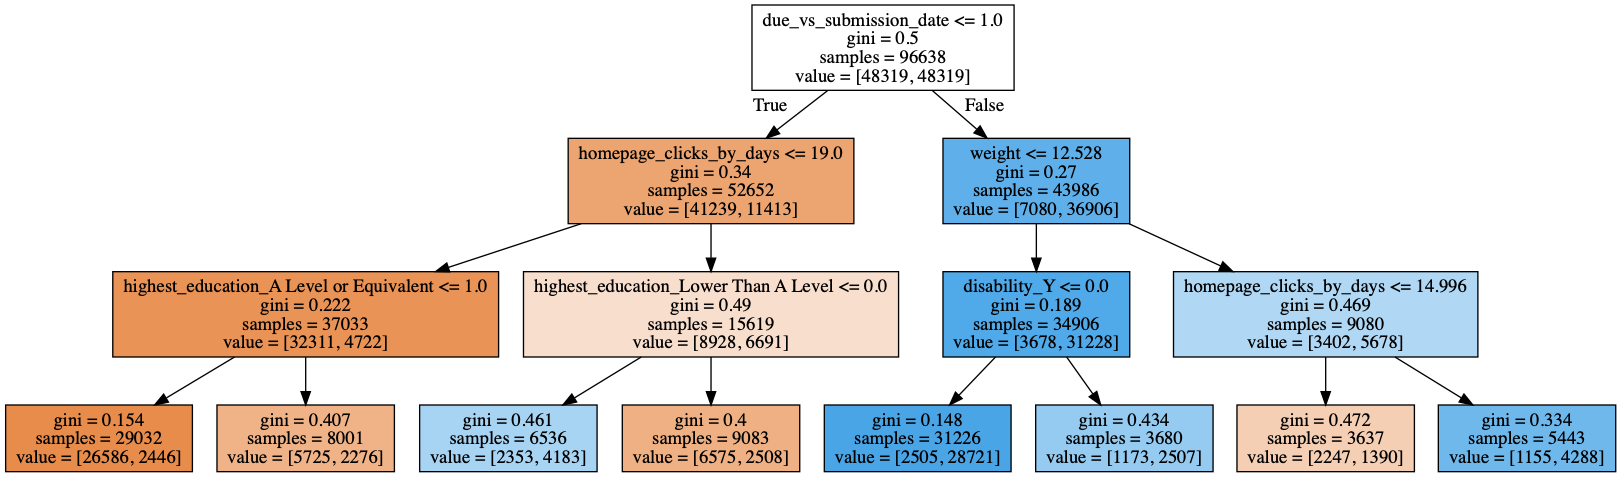 due_vs_submission_date <= 1.0
gini = 0.5
samples = 96638
value = [48319, 48319]
True
False
homepage_clicks_by_days <= 19.0
gini = 0.34
samples = 52652
value = [41239, 11413]
weight <= 12.528
gini = 0.27
samples = 43986
value = [7080, 36906]
highest_education_A Level or Equivalent <= 1.0
gini = 0.222
samples = 37033
value = [32311, 4722]
highest_education_Lower Than A Level <= 0.0
gini = 0.49
samples = 15619
value = [8928, 6691]
disability_Y <= 0.0
gini = 0.189
samples = 34906
value = [3678, 31228]
homepage_clicks_by_days <= 14.996
gini = 0.469
samples = 9080
value = [3402, 5678]
gini = 0.154
samples = 29032
value = [26586, 2446]
gini = 0.407
samples = 8001
value = [5725, 2276]
gini = 0.461
samples = 6536
value = [2353, 4183]
gini = 0.4
samples = 9083
value = [6575, 2508]
gini = 0.148
samples = 31226
value = [2505, 28721]
gini = 0.434
samples = 3680
value = [1173, 2507]
gini = 0.472
samples = 3637
value = [2247, 1390]
gini = 0.334
samples = 5443
value = [1155, 4288]